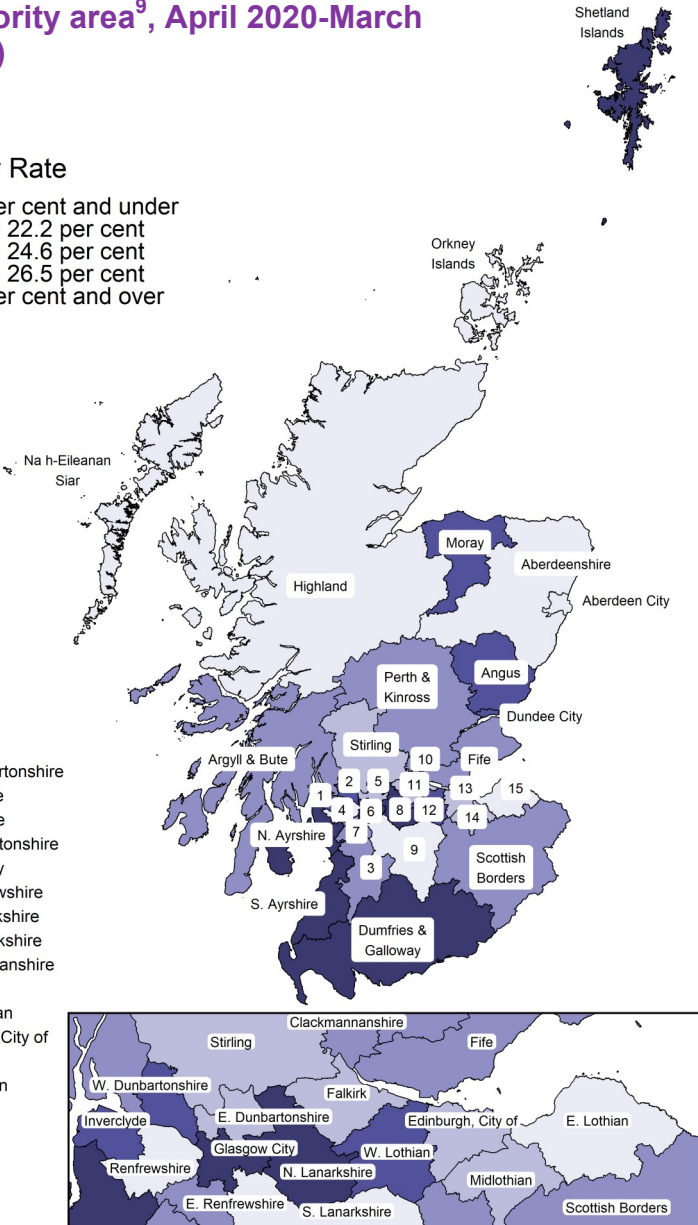 ority area9, April 2020-March
)
Rate
er cent and under
22.2 per cent
24.6 per cent
26.5 per cent
er cent and over
Shetland
Islands
Orkney
Islands
Na h-Eileanan
Siar
Moray
Aberdeenshire
Highland
Aberdeen City
Angus
Perth &
Kinross
Dundee City
Stirling
Argyll & Bute
Fife
10
2
5
11
13
15
1
4
6
8
12
14
7
N. Ayrshire
9
3
Scottish
Borders
S. Ayrshire
Dumfries &
Galloway
rtonshire
e
e
tonshire
y
wshire
kshire
kshire
anshire
an
City of
n
Clackmannanshire
Stirling
Fife
W. Dunbartonshire
Falkirk
Inverclyde
E. Dunbartonshire
Edinburgh, City of
E. Lothian
Glasgow City
W. Lothian
Renfrewshire
N. Lanarkshire
Midlothian
E. Renfrewshire
S. Lanarkshire
Scottish Borders